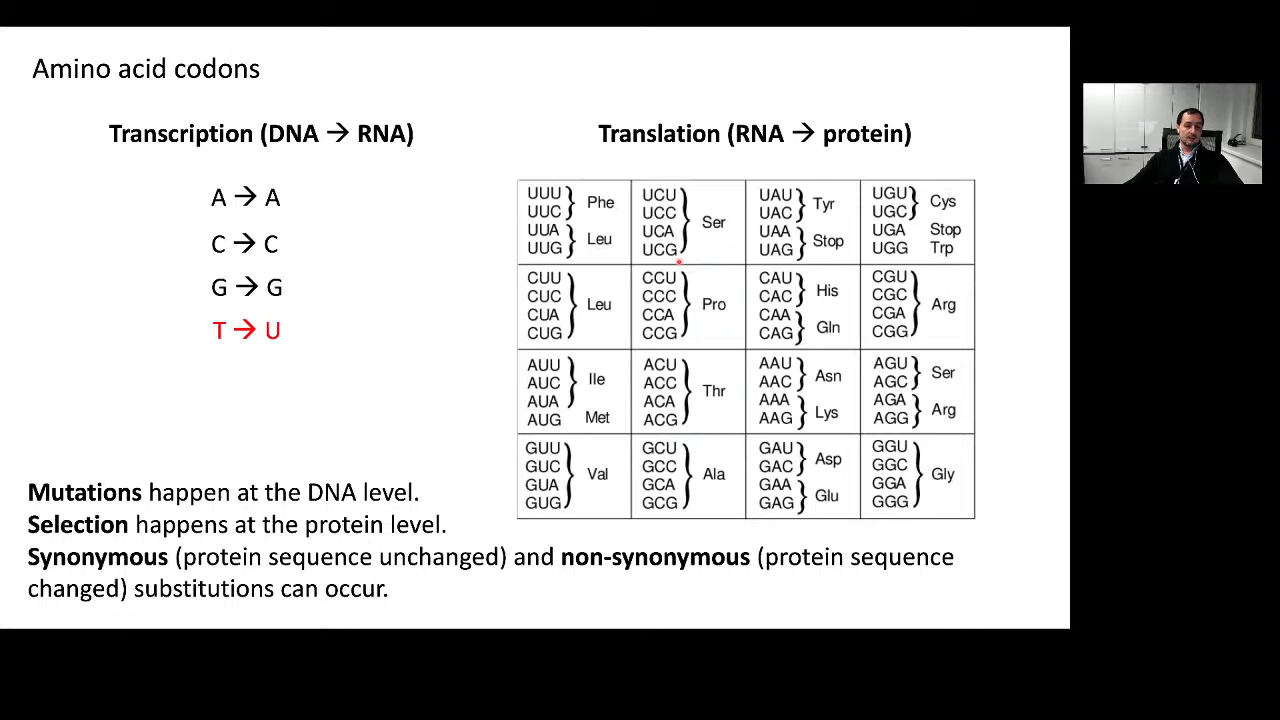 Amino acid codons
Transcription (DNA → RNA)
A → A
C → C
G → G
T → U
Translation (RNA → protein)
UUU
UUC
Phe
UUA
UUG
Leu
UCU
UCC
UCA
UCG
Ser
UAU
UAC
Tyr
UAA
UAG
Stop
UGU
UGC
Cys
UGA Stop
UGG Trp
CUU
CUC
CUA
CUG
Leu
CCU
CCC
CCA
CCG
Pro
CAU
CAC
His
CAA
CAG
Gln
CGU
CGC
CGA
CGG
Arg
AUU
AUC
AUA
Ile
AUG Met
ACU
ACC
ACA
ACG
Thr
AAU
AAC
Asn
AAA
AAG
Lys
AGU
AGC
Ser
AGA
AGG
Arg
GUU
GUC
GUA
GUG
Val
GCU
GCC
GCA
GCG
Ala
GAU
GAC
Asp
GAA
GAG
Glu
GGU
GGC
GGA
GGG
Gly
Mutations happen at the DNA level.
Selection happens at the protein level.
Synonymous (protein sequence unchanged) and non-synonymous (protein sequence
changed) substitutions can occur.